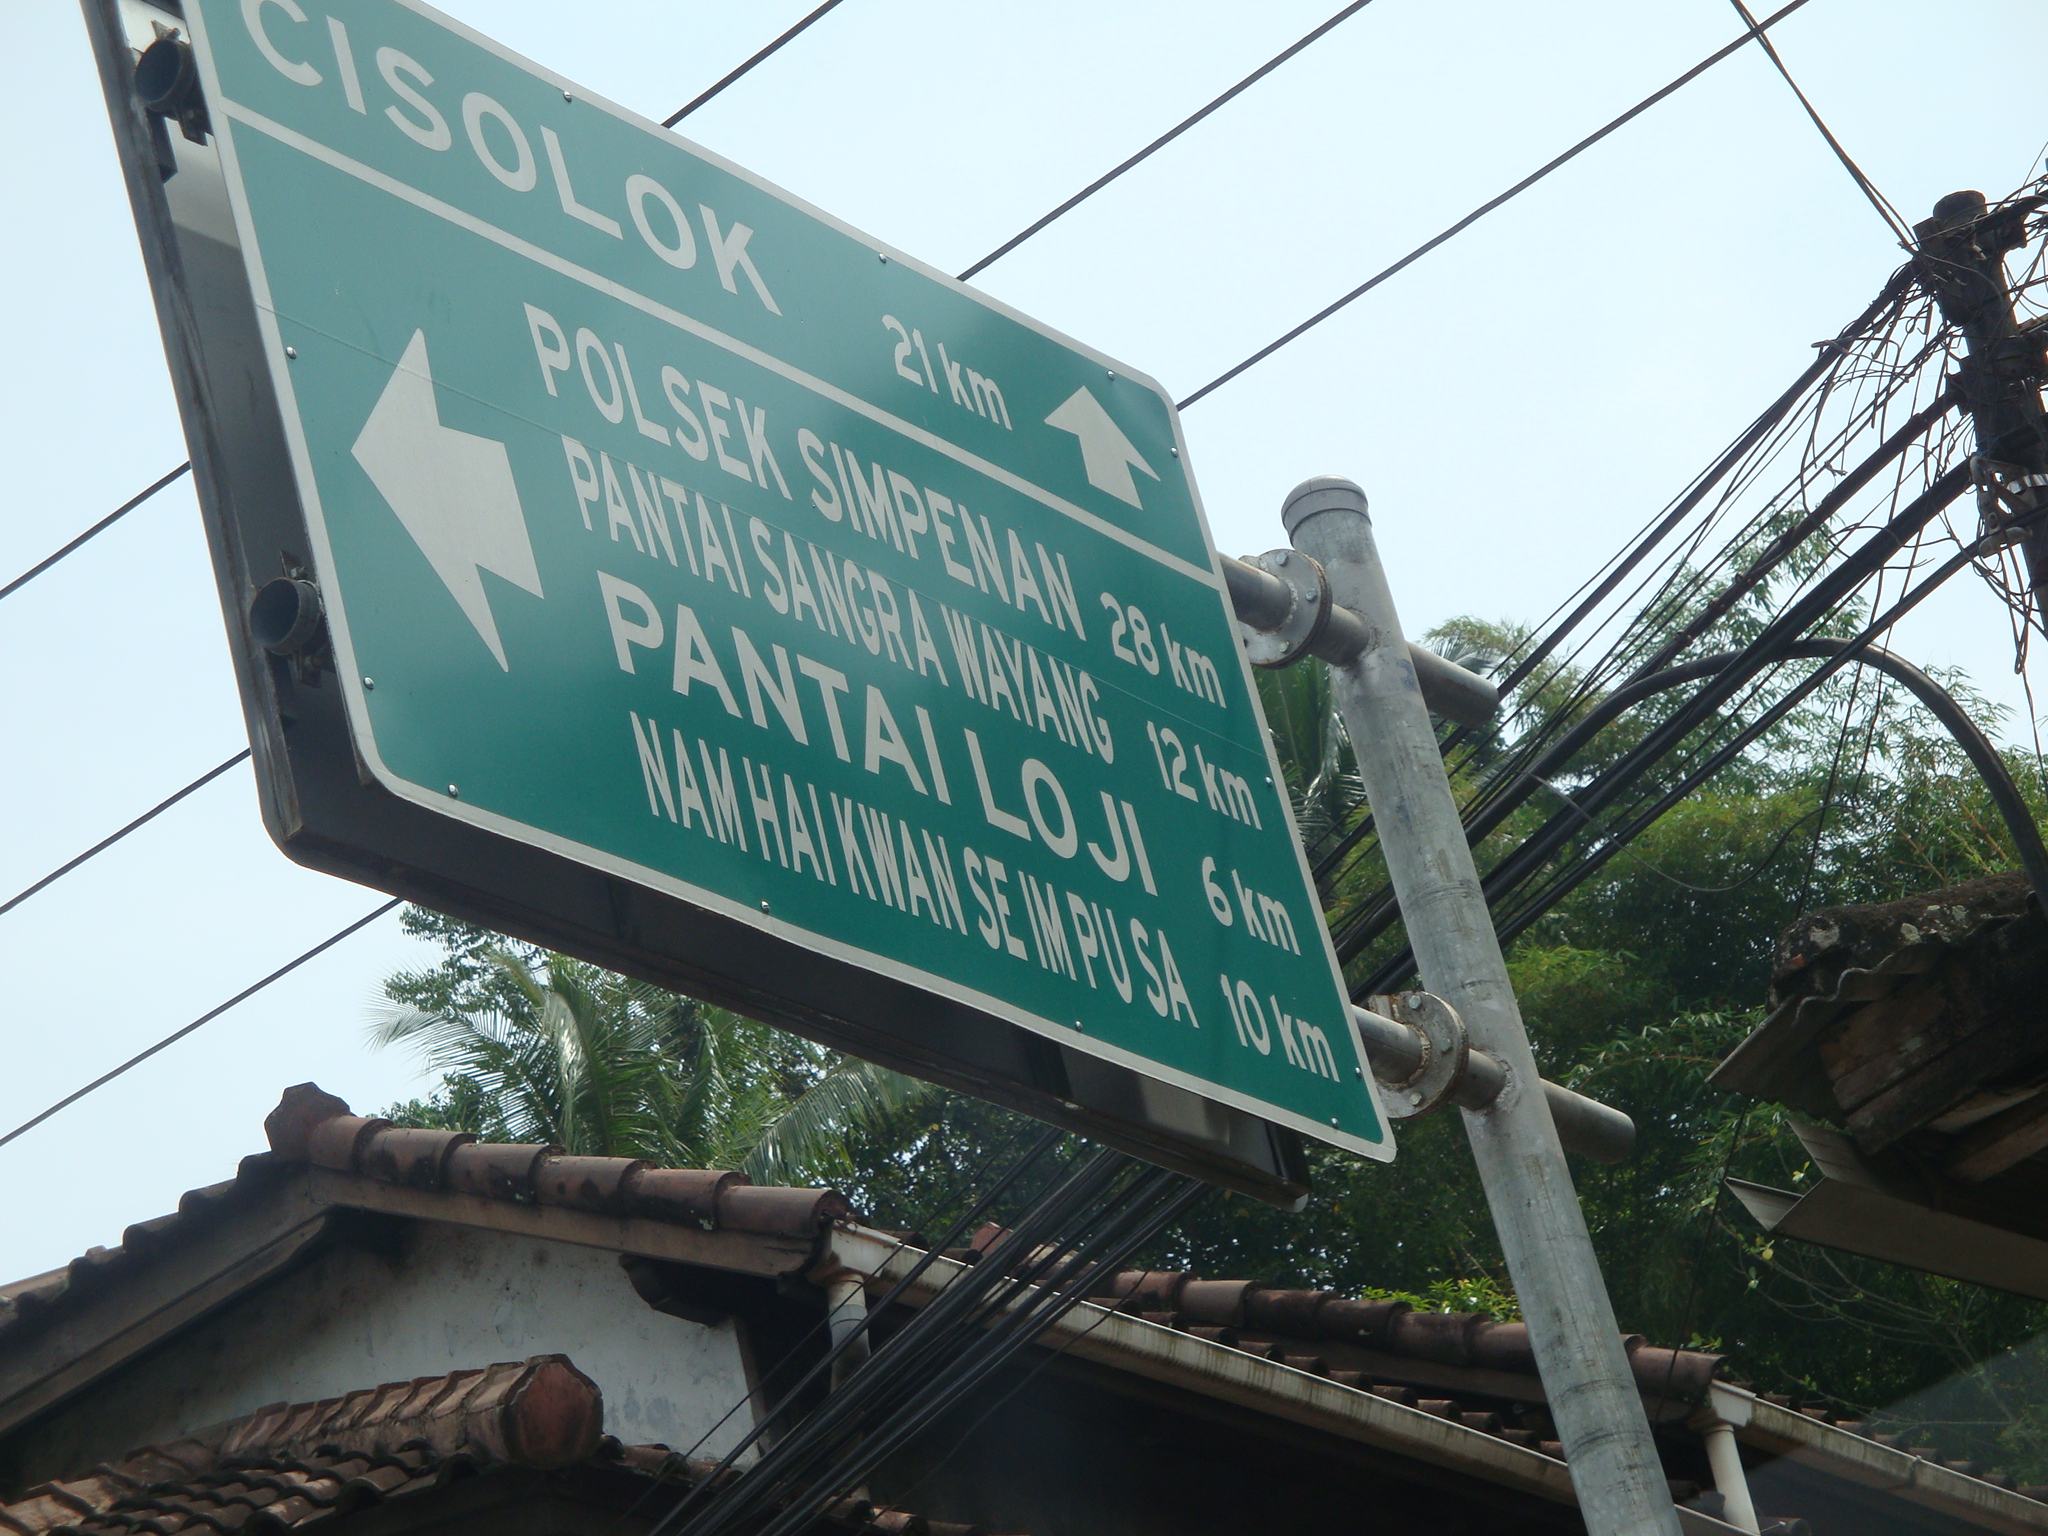 CISOLOK 21 km
POLSEK SIMPENAN 28 km
PANTAI SANGRA WAYANG 12 km
PANTAI LOJI 6 km
NAM HAI KWAN SE IM PU SA 10 km